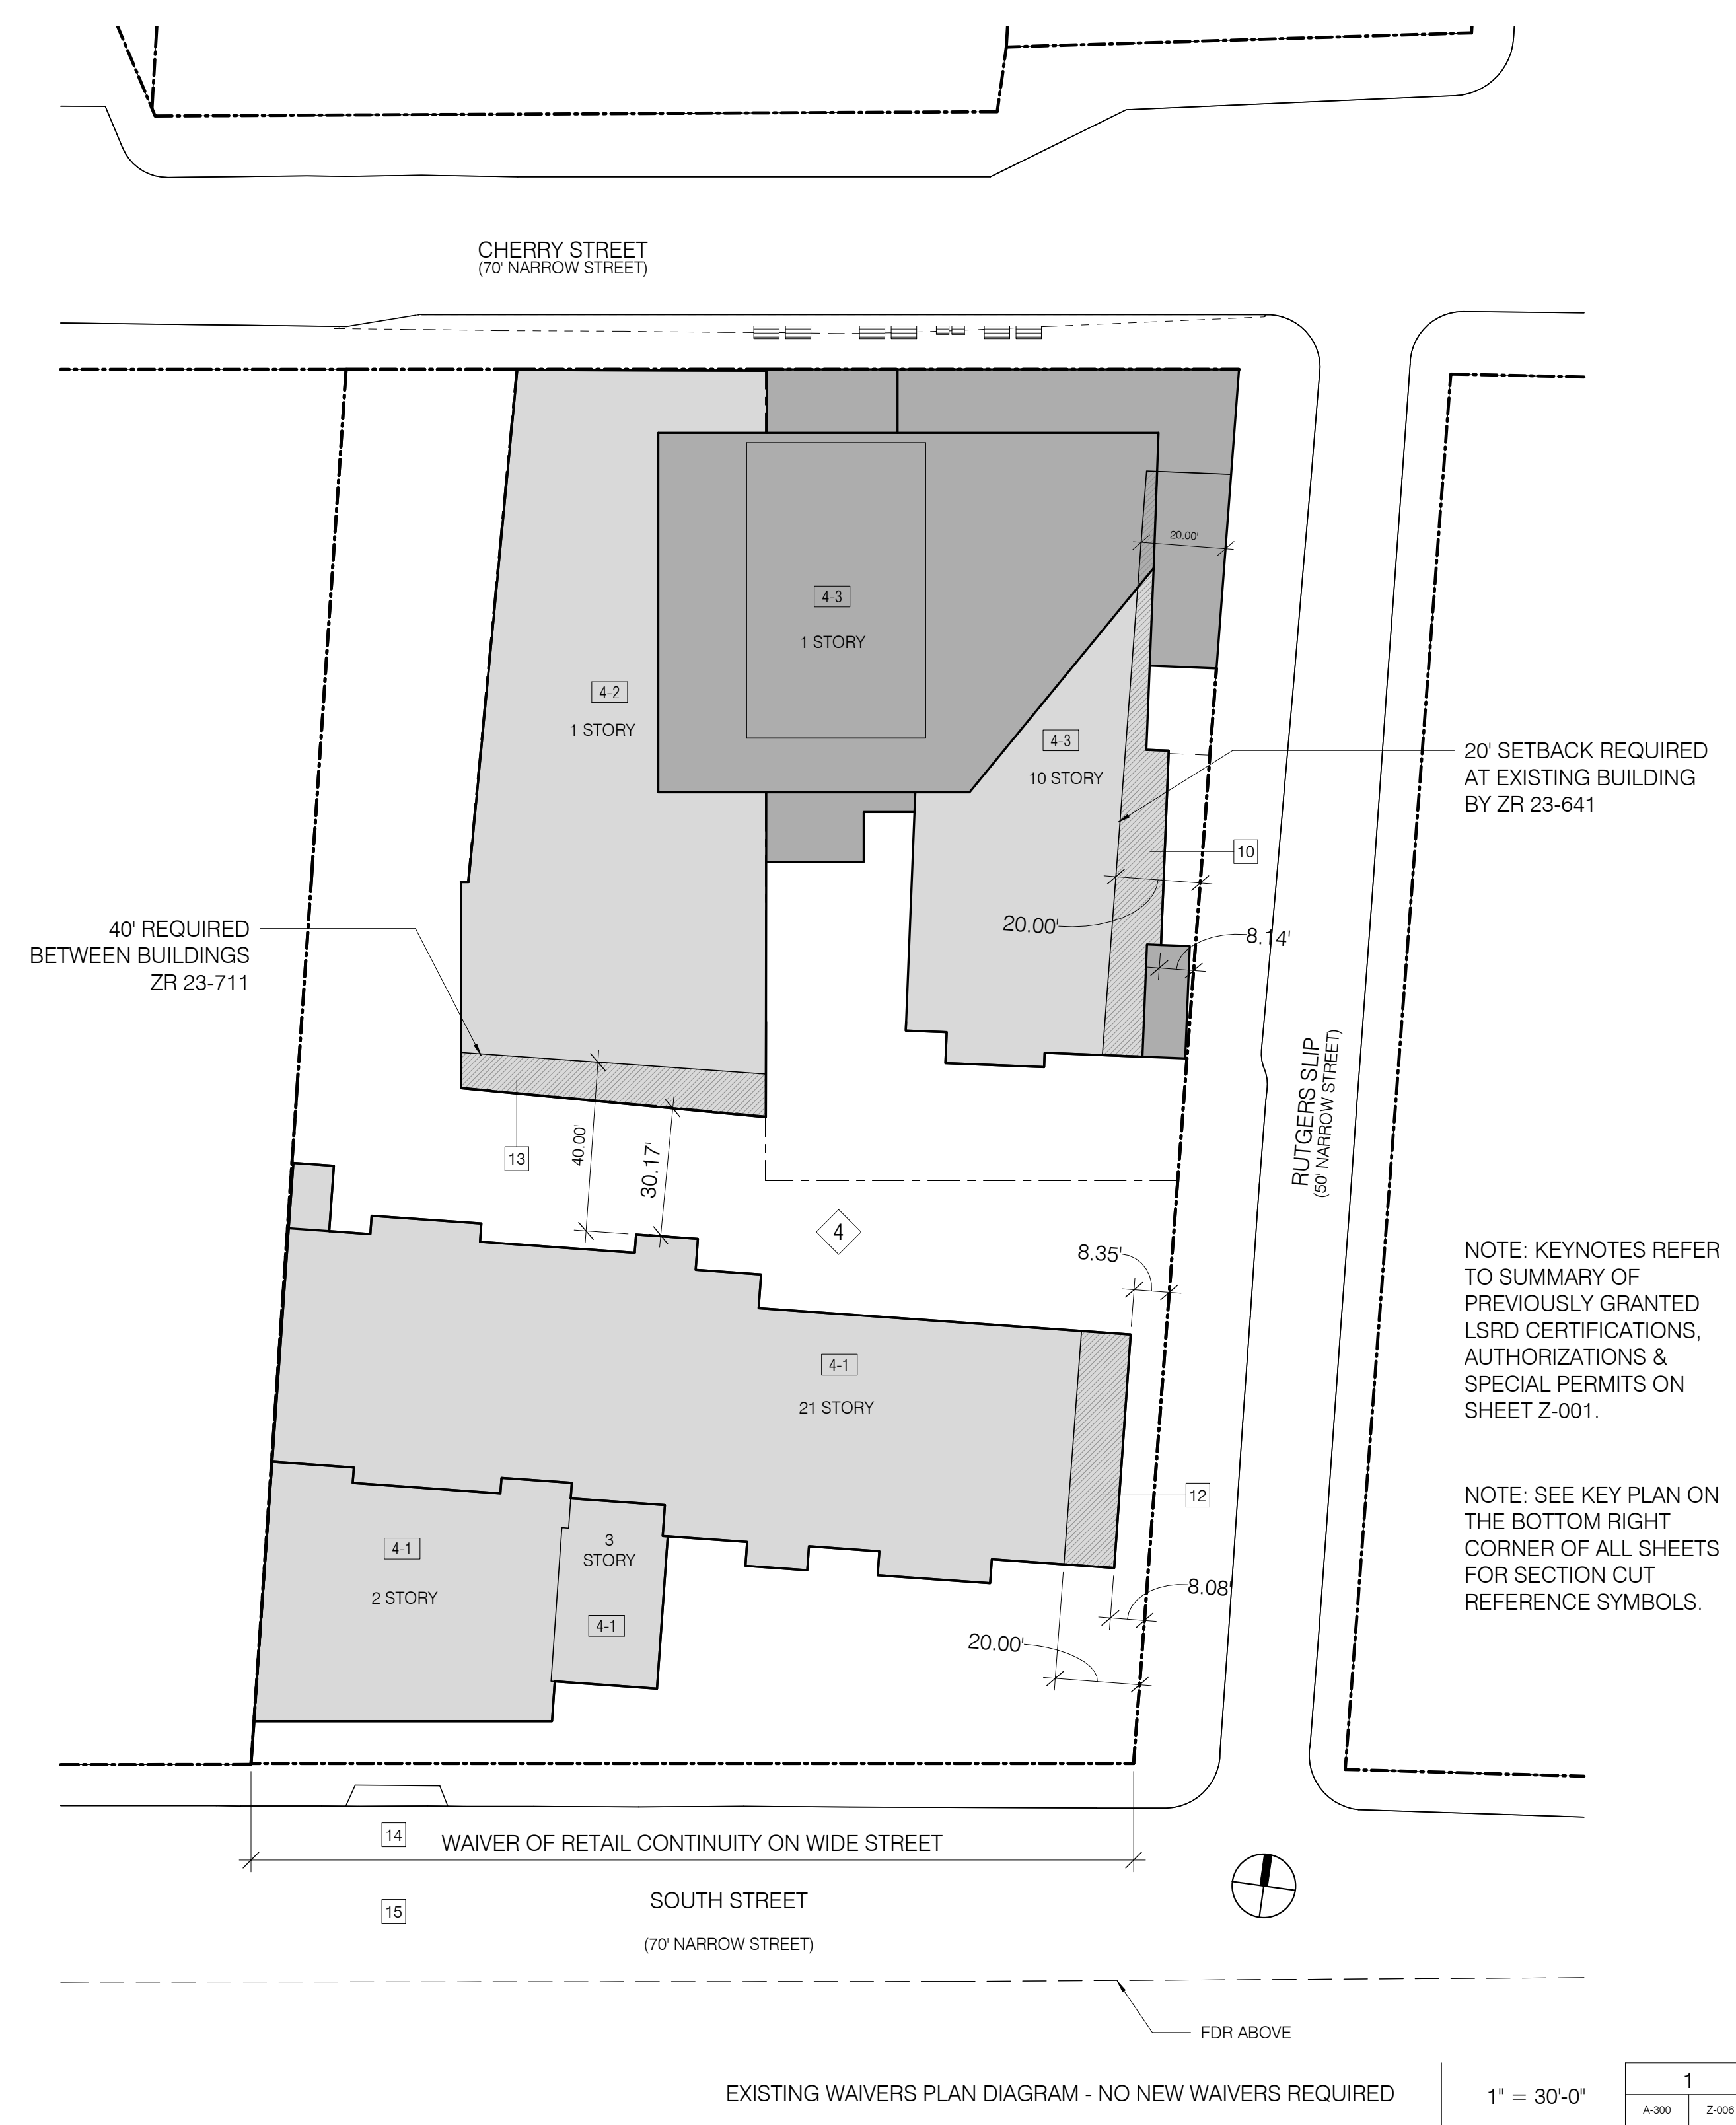 CHERRY STREET
(70' NARROW STREET)
20.00'
4-3
1 STORY
4-2
1 STORY
4-3
10 STORY
20' SETBACK REQUIRED
AT EXISTING BUILDING
BY ZR 23-641
10
40' REQUIRED
BETWEEN BUILDINGS
ZR 23-711
20.00'
8.14'
RUTGERS SLIP
(50' NARROW STREET)
13
40.00'
30.17'
4
8.35'
NOTE: KEYNOTES REFER
TO SUMMARY OF
PREVIOUSLY GRANTED
LSRD CERTIFICATIONS,
AUTHORIZATIONS &
SPECIAL PERMITS ON
SHEET Z-001.
4-1
21 STORY
12
NOTE: SEE KEY PLAN ON
THE BOTTOM RIGHT
CORNER OF ALL SHEETS
FOR SECTION CUT
REFERENCE SYMBOLS.
4-1
2 STORY
3
STORY
4-1
8.08'
20.00'
14
WAIVER OF RETAIL CONTINUITY ON WIDE STREET
15
SOUTH STREET
(70' NARROW STREET)
FDR ABOVE
EXISTING WAIVERS PLAN DIAGRAM - NO NEW WAIVERS REQUIRED
1" = 30'-0"
1
A-300
Z-006